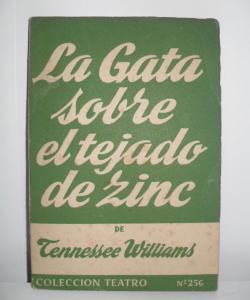 La Gata
sobre
el tejado
de zinc
DE
Tennessee Williams
COLECCION TEATRO Nº 256